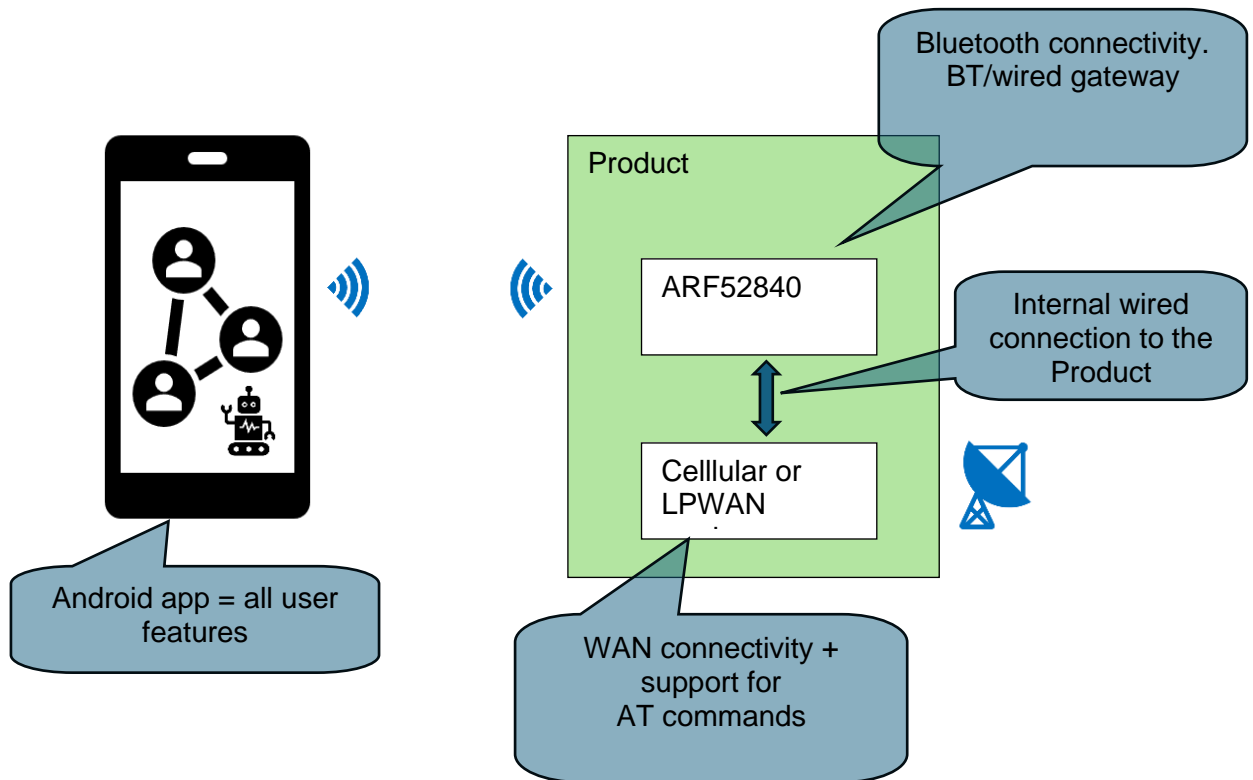 Bluetooth connectivity.
BT/wired gateway
Product
ARF52840
Internal wired
connection to the
Product
Celllular or
LPWAN
Android app = all user
features
WAN connectivity +
support for
AT commands